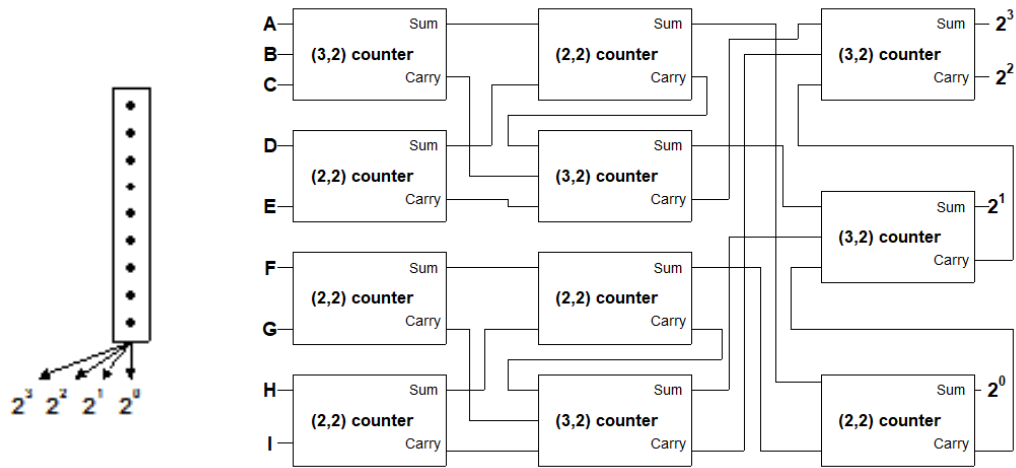 2³ 2² 2¹ 2⁰
A
B
C
(3,2) counter
Sum
Carry
D
E
(2,2) counter
Sum
Carry
F
G
(2,2) counter
Sum
Carry
H
I
(2,2) counter
Sum
Carry
(2,2) counter
Sum
Carry
(3,2) counter
Sum
Carry
(2,2) counter
Sum
Carry
(3,2) counter
Sum
Carry
(3,2) counter
Sum
Carry
2³
2²
(3,2) counter
Sum
Carry
2¹
(2,2) counter
Sum
Carry
2⁰